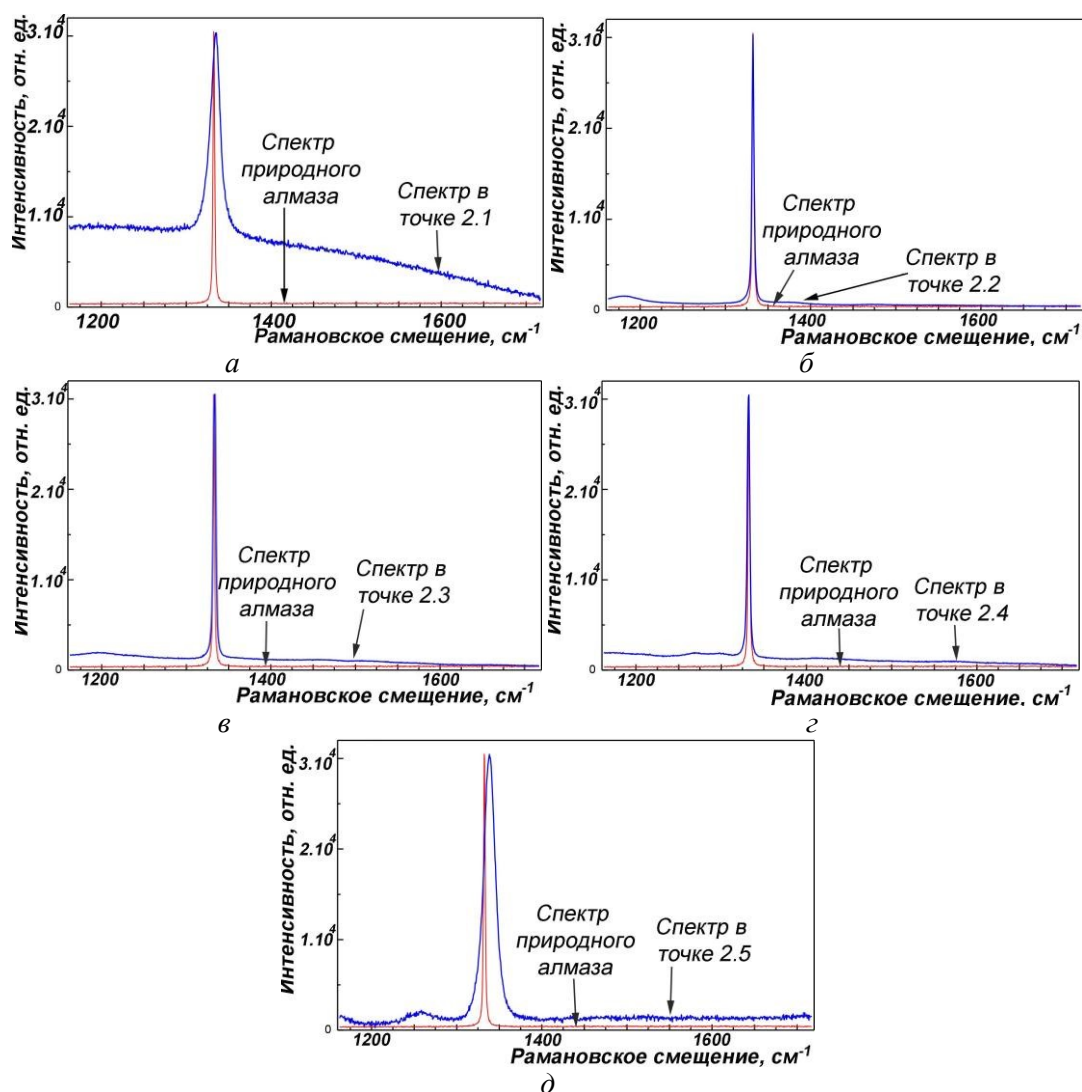 Интенсивность, отн. ед.
3.10⁴
2.10⁴
1.10⁴
0
Спектр
природного
алмаза
Спектр в
точке 2.1
1200
1400
1600
Рамановское смещение, см⁻¹
а
Интенсивность, отн. ед.
3.10⁴
2.10⁴
1.10⁴
0
Спектр
природного
алмаза
Спектр в
точке 2.2
1200
1400
1600
Рамановское смещение, см⁻¹
б
Интенсивность, отн. ед.
3.10⁴
2.10⁴
1.10⁴
0
Спектр
природного
алмаза
Спектр в
точке 2.3
1200
1400
1600
Рамановское смещение, см⁻¹
в
Интенсивность, отн. ед.
3.10⁴
2.10⁴
1.10⁴
0
Спектр
природного
алмаза
Спектр в
точке 2.4
1200
1400
1600
Рамановское смещение, см⁻¹
г
Интенсивность, отн. ед.
3.10⁴
2.10⁴
1.10⁴
0
Спектр
природного
алмаза
Спектр в
точке 2.5
1200
1400
1600
Рамановское смещение, см⁻¹
д